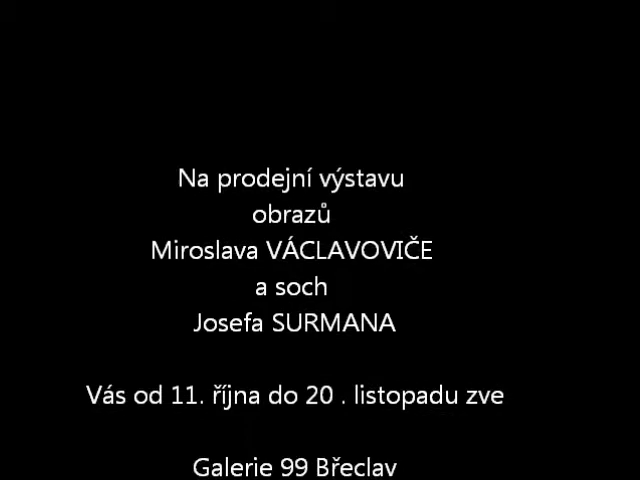 Na prodejní výstavu
obrazů
Miroslava VÁCLAVOVIČE
a soch
Josefa SURMANA
Vás od 11. října do 20 . listopadu zve
Galerie 99 Břeclav